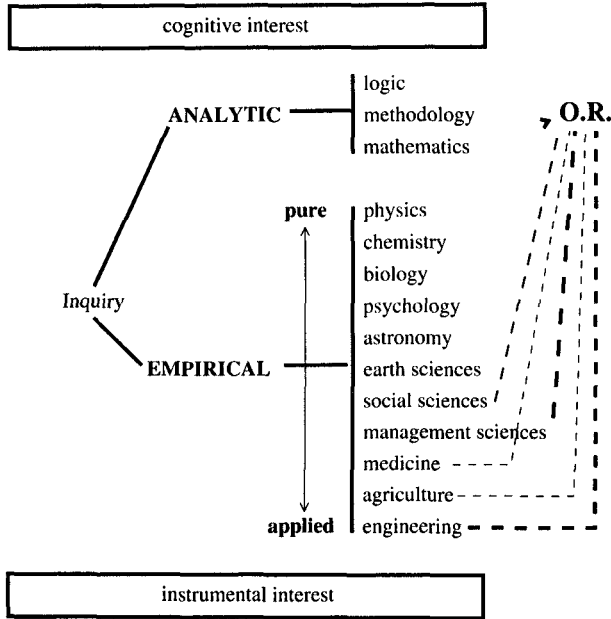 cognitive interest
logic
ANALYTIC
methodology
O.R.
mathematics
pure
physics
chemistry
biology
Inquiry
psychology
astronomy
EMPIRICAL
earth sciences
social sciences
management sciences
medicine
agriculture
applied
engineering
instrumental interest